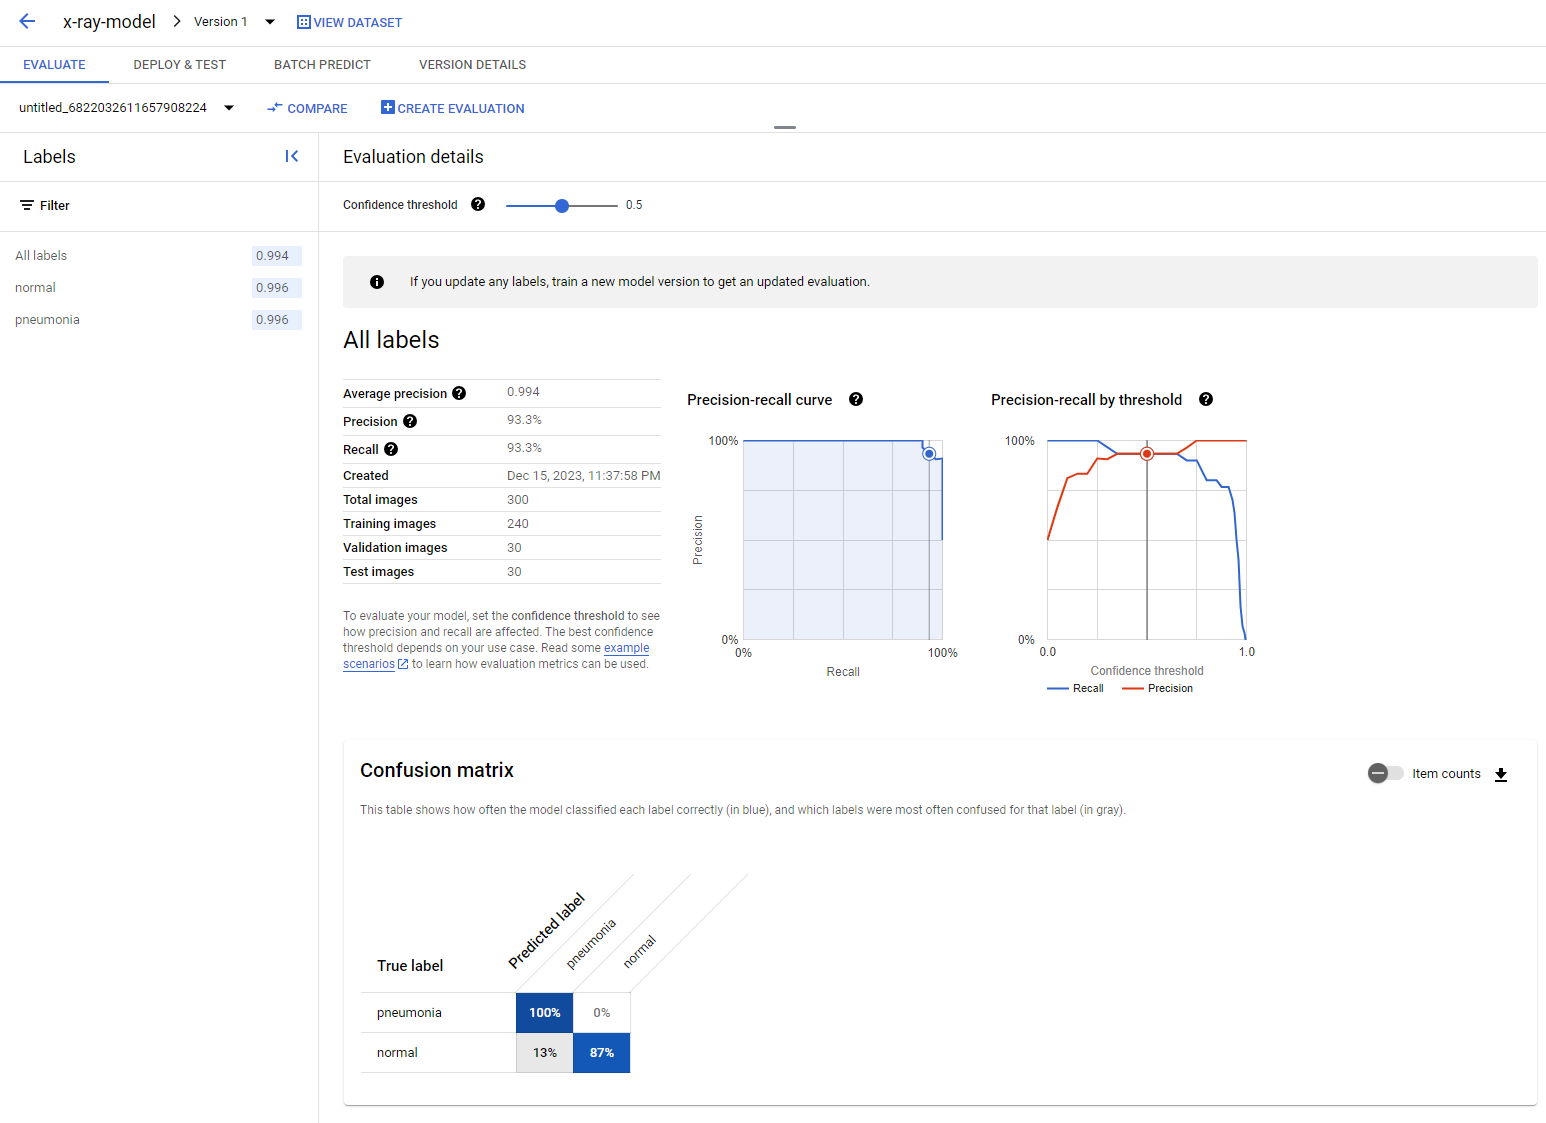 x-ray-model
Version 1
VIEW DATASET
EVALUATE
DEPLOY & TEST
BATCH PREDICT
VERSION DETAILS
untitled_6822032611657908224
COMPARE
CREATE EVALUATION
Labels
Filter
All labels 0.994
normal 0.996
pneumonia 0.996
Evaluation details
Confidence threshold 0.5
If you update any labels, train a new model version to get an updated evaluation.
All labels
Average precision 0.994
Precision 93.3%
Recall 93.3%
Created Dec 15, 2023, 11:37:58 PM
Total images 300
Training images 240
Validation images 30
Test images 30
To evaluate your model, set the confidence threshold to see
how precision and recall are affected. The best confidence
threshold depends on your use case. Read some example
scenarios to learn how evaluation metrics can be used.
Precision-recall curve
100%
Precision
0%
0%
100%
Recall
Precision-recall by threshold
100%
0%
0.0
1.0
Confidence threshold
Recall
Precision
Confusion matrix
Item counts
This table shows how often the model classified each label correctly (in blue), and which labels were most often confused for that label (in gray).
True label
Predicted label
pneumonia
normal
pneumonia 100% 0%
normal 13% 87%